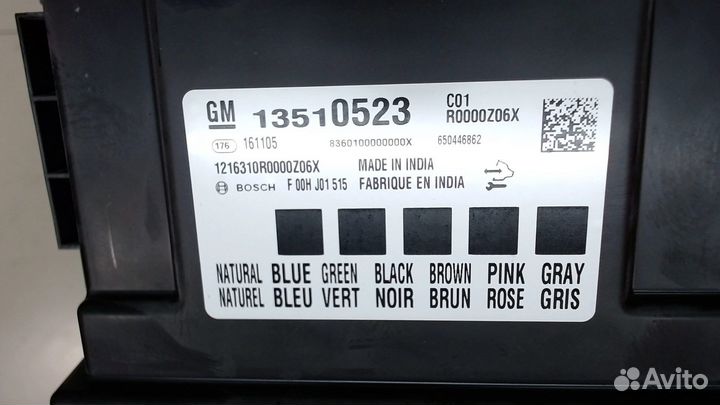 GM 13510523 C01
R0000Z06X
176 161105 8360100000000X 650446862
1216310R0000Z06X MADE IN INDIA
BOSCH F 00H J01 515 FABRIQUE EN INDIA
NATURAL BLUE GREEN BLACK BROWN PINK GRAY
NATUREL BLEU VERT NOIR BRUN ROSE GRIS
Avito